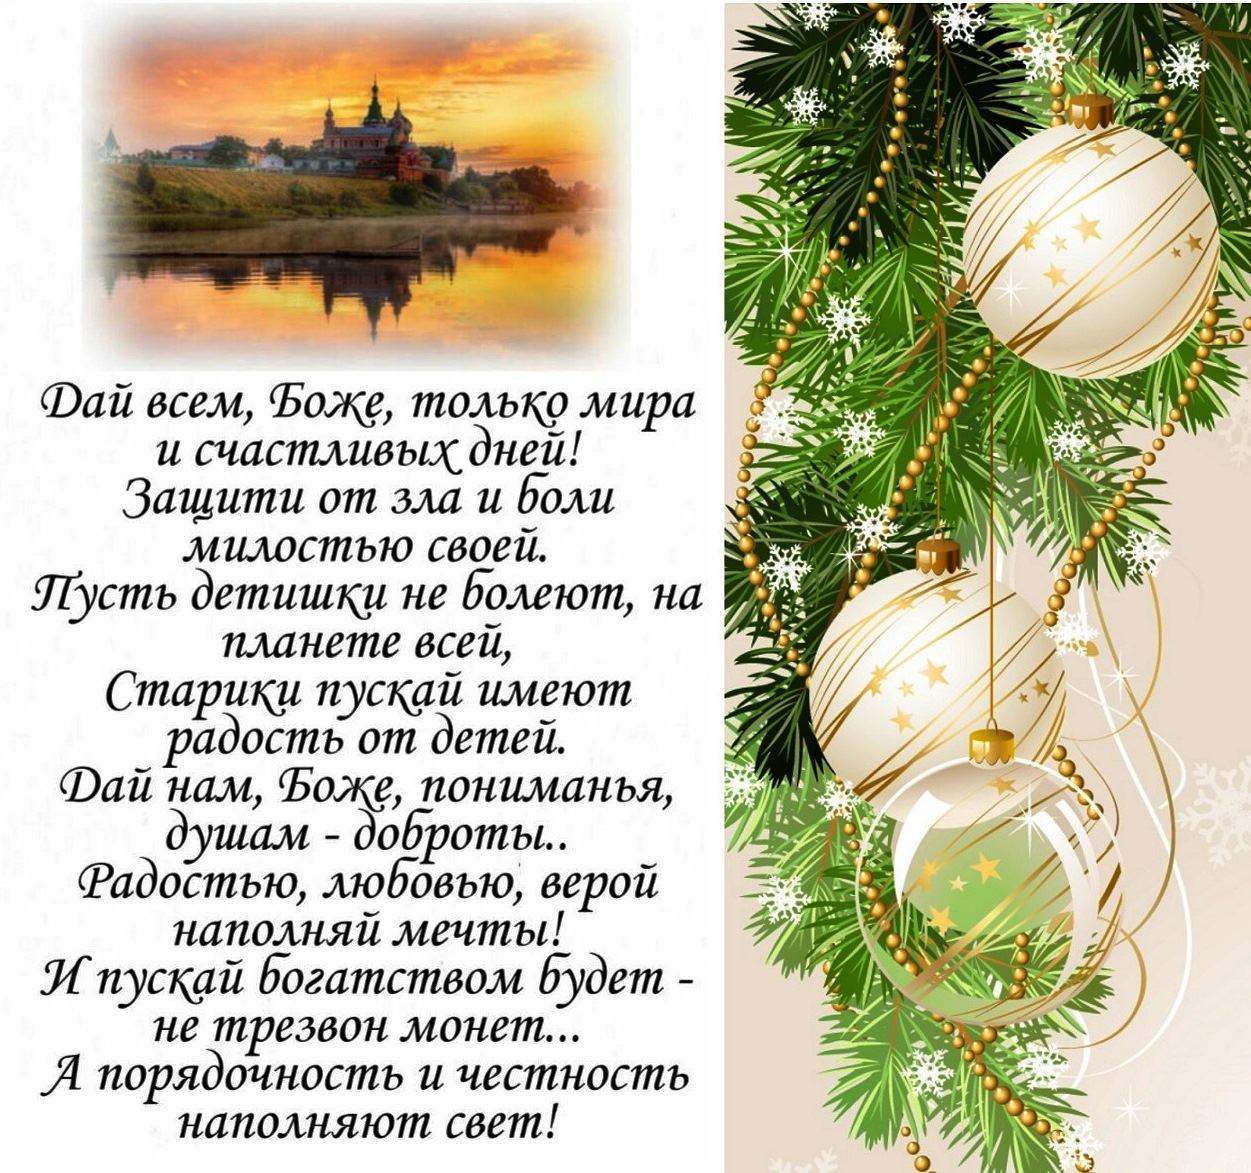 Дай всем, Боже, только мира
и счастливых дней!
Защити от зла и боли
милостью своей.
Пусть детишки не болеют, на
планете всей,
Старики пускай имеют
радость от детей.
Дай нам, Боже, пониманья,
душам - доброты..
Радостью, любовью, верой
наполняй мечты!
И пускай богатством будет -
не трезвон монет...
А порядочность и честность
наполняют свет!